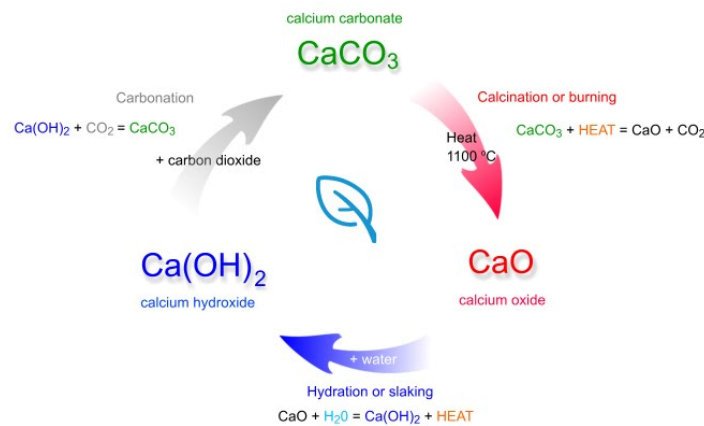 calcium carbonate
CaCO₃
Carbonation
Ca(OH)₂ + CO₂ = CaCO₃
+ carbon dioxide
Calcination or burning
CaCO₃ + HEAT = CaO + CO₂
Heat
1100 ºC
Ca(OH)₂
calcium hydroxide
CaO
calcium oxide
+ water
Hydration or slaking
CaO + H₂0 = Ca(OH)₂ + HEAT